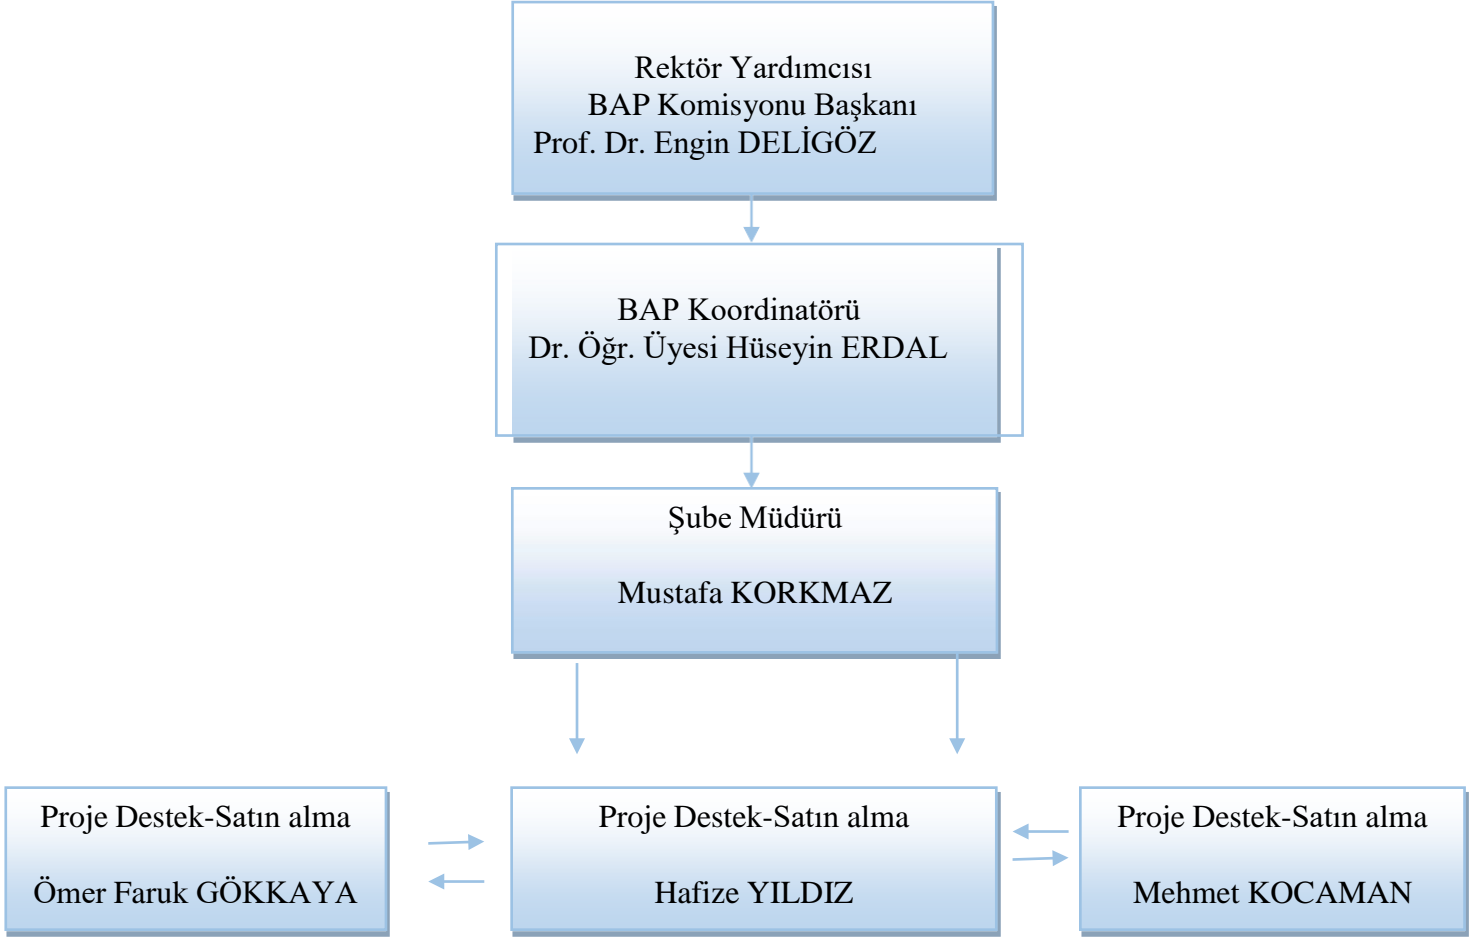 Rektör Yardımcısı
BAP Komisyonu Başkanı
Prof. Dr. Engin DELİGÖZ
BAP Koordinatörü
Dr. Öğr. Üyesi Hüseyin ERDAL
Şube Müdürü
Mustafa KORKMAZ
Proje Destek-Satın alma
Ömer Faruk GÖKKAYA
Proje Destek-Satın alma
Hafize YILDIZ
Proje Destek-Satın alma
Mehmet KOCAMAN